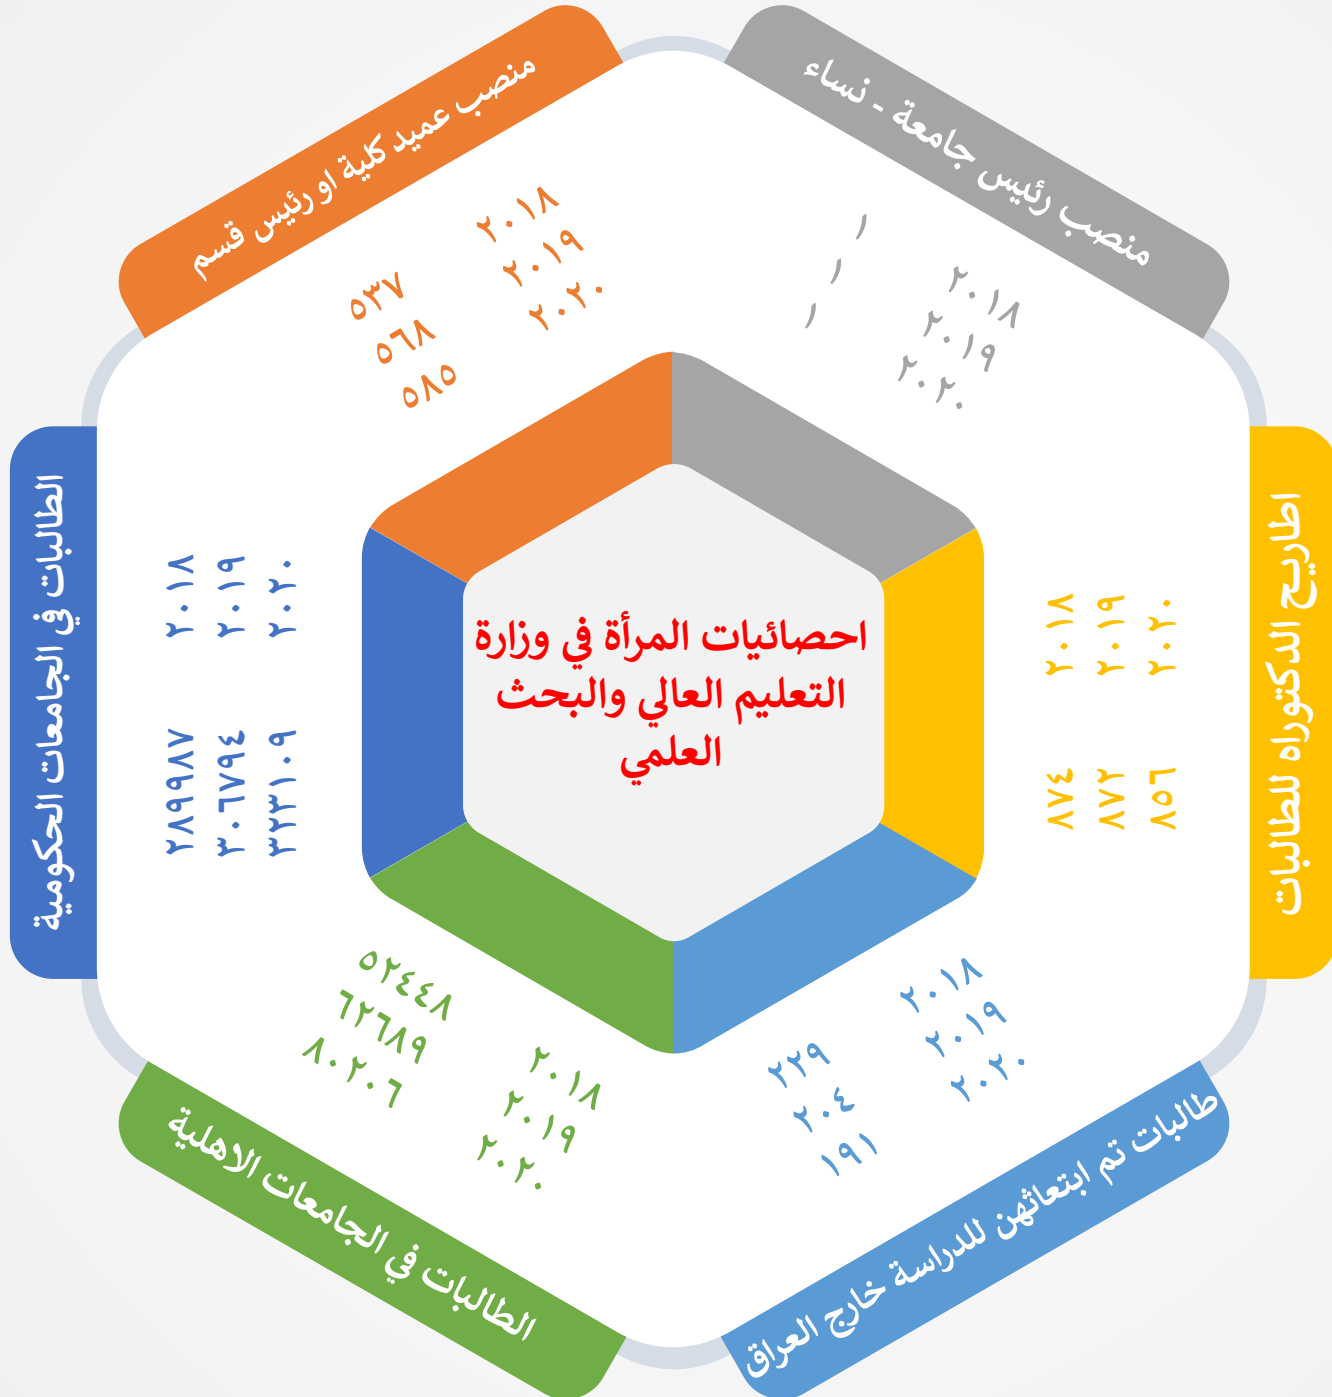 احصائيات المرأة في وزارة
التعليم العالي والبحث
العلمي
منصب رئيس جامعة - نساء
٢٠١٨ ١
٢٠١٩ ١
٢٠٢٠ ١
اطاريح الدكتوراه للطالبات
٢٠١٨ ٨٧٤
٢٠١٩ ٨٧٢
٢٠٢٠ ٨٥٦
طالبات تم ابتعاثهن للدراسة خارج العراق
٢٠١٨ ٢٢٩
٢٠١٩ ٢٠٤
٢٠٢٠ ١٩١
الطالبات في الجامعات الاهلية
٢٠١٨ ٥٢٤٤٨
٢٠١٩ ٦٢٦٨٩
٢٠٢٠ ٨٠٢٠٦
الطالبات في الجامعات الحكومية
٢٠١٨ ٢٨٩٩٨٧
٢٠١٩ ٣٠٦٧٩٤
٢٠٢٠ ٣٢٣١٠٩
منصب عميد كلية او رئيس قسم
٢٠١٨ ٥٣٧
٢٠١٩ ٥٦٨
٢٠٢٠ ٥٨٥